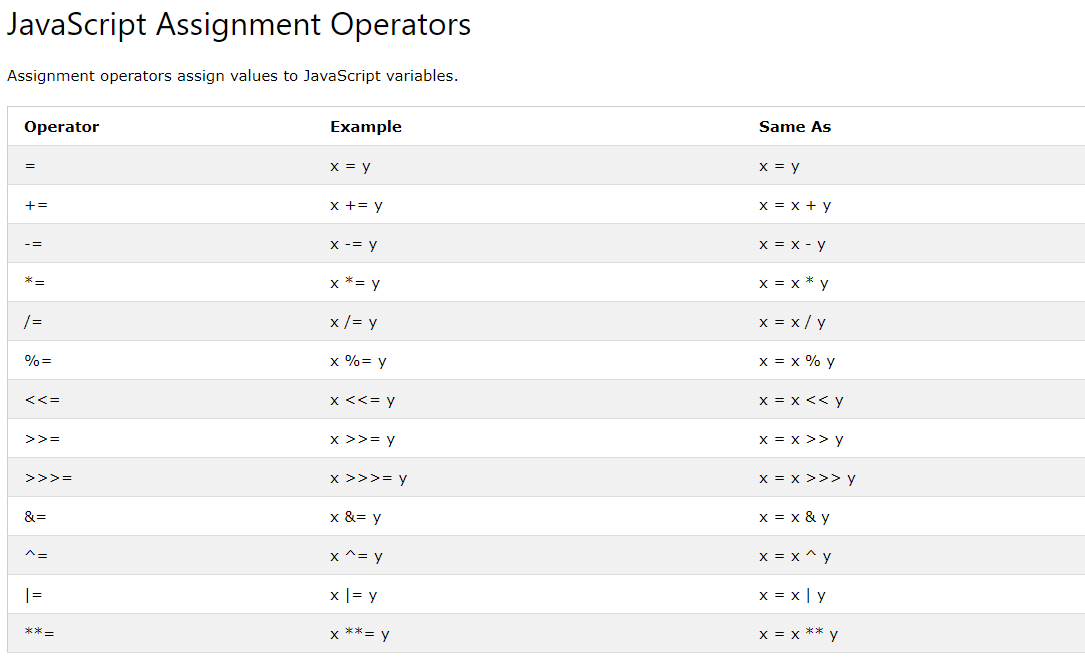 JavaScript Assignment Operators
Assignment operators assign values to JavaScript variables.
Operator Example Same As
= x = y x = y
+= x += y x = x + y
-= x -= y x = x - y
*= x *= y x = x * y
/= x /= y x = x / y
%= x %= y x = x % y
<<= x <<= y x = x << y
>>= x >>= y x = x >> y
>>>= x >>>= y x = x >>> y
&= x &= y x = x & y
^= x ^= y x = x ^ y
|= x |= y x = x | y
**= x **= y x = x ** y